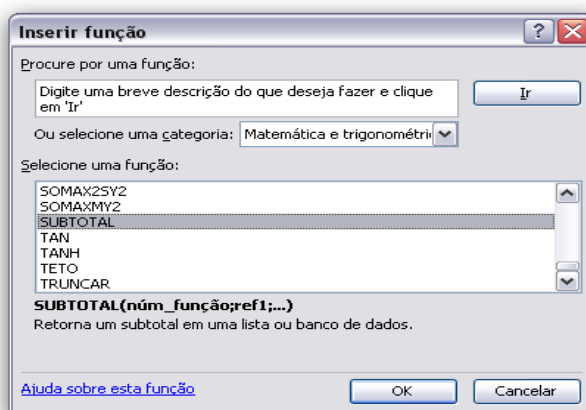 Inserir função
Procure por uma função:
Digite uma breve descrição do que deseja fazer e clique
em 'Ir'
Ir
Ou selecione uma categoria: Matemática e trigonométri
Selecione uma função:
SOMAX2SY2
SOMAXMY2
SUBTOTAL
TAN
TANH
TETO
TRUNCAR
SUBTOTAL(núm_função;ref1;...)
Retorna um subtotal em uma lista ou banco de dados.
Ajuda sobre esta função
OK
Cancelar